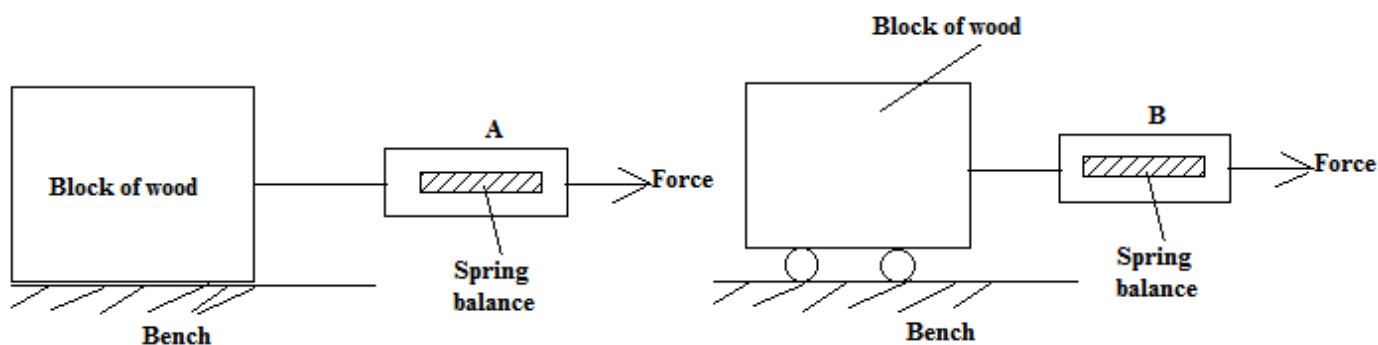 Block of wood
A
Force
Spring
balance
Bench
Block of wood
B
Force
Spring
balance
Bench